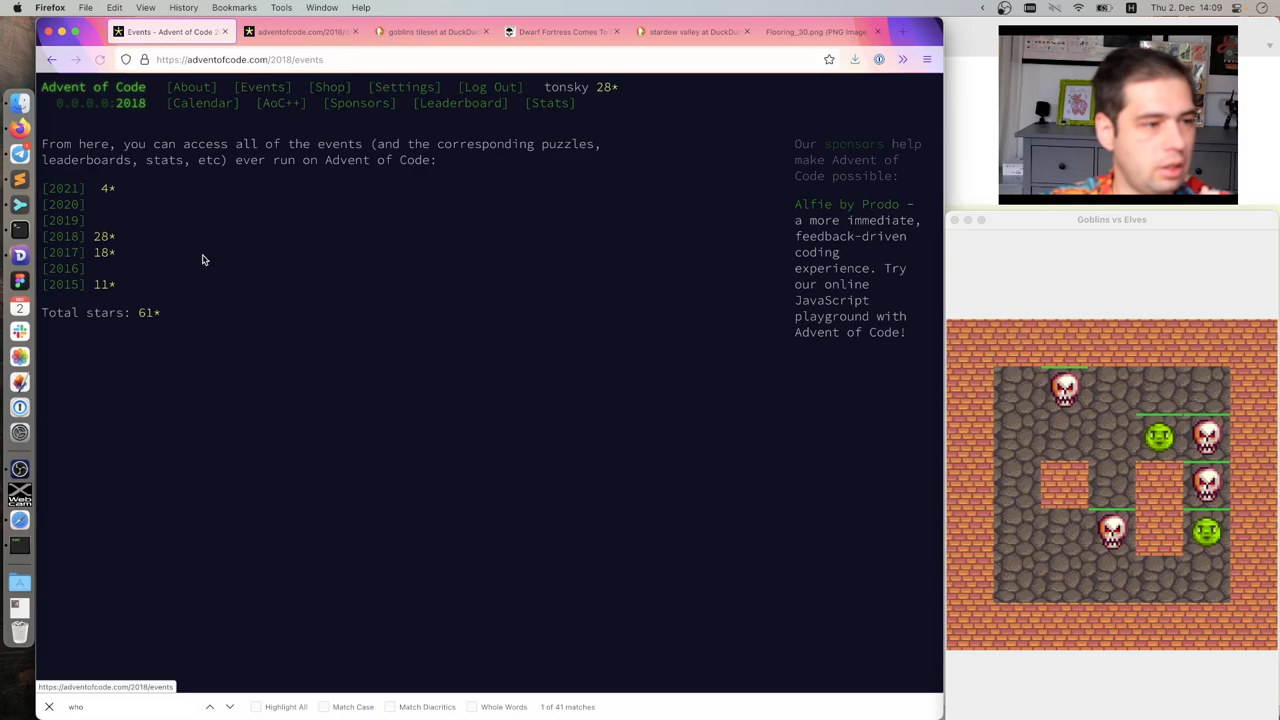 Firefox File Edit View History Bookmarks Tools Window Help Thu 2. Dec 14:09
Events - Advent of Code 2
adventofcode.com/2018/d
goblins tileset at DuckDuc
Dwarf Fortress Comes To
stardew valley at DuckDuc
Flooring_30.png (PNG Image
https://adventofcode.com/2018/events
Advent of Code [About] [Events] [Shop] [Settings] [Log Out] tonsky 28*
0.0.0.0:2018 [Calendar] [AoC++] [Sponsors] [Leaderboard] [Stats]
From here, you can access all of the events (and the corresponding puzzles,
leaderboards, stats, etc) ever run on Advent of Code:
[2021] 4*
[2020]
[2019]
[2018] 28*
[2017] 18*
[2016]
[2015] 11*
Total stars: 61*
Our sponsors help
make Advent of
Code possible:
Alfie by Prodo -
a more immediate,
feedback-driven
coding
experience. Try
our online
JavaScript
playground with
Advent of Code!
Goblins vs Elves
DEC
2
WEB
CAM
https://adventofcode.com/2018/events
who Highlight All Match Case Match Diacritics Whole Words 1 of 41 matches